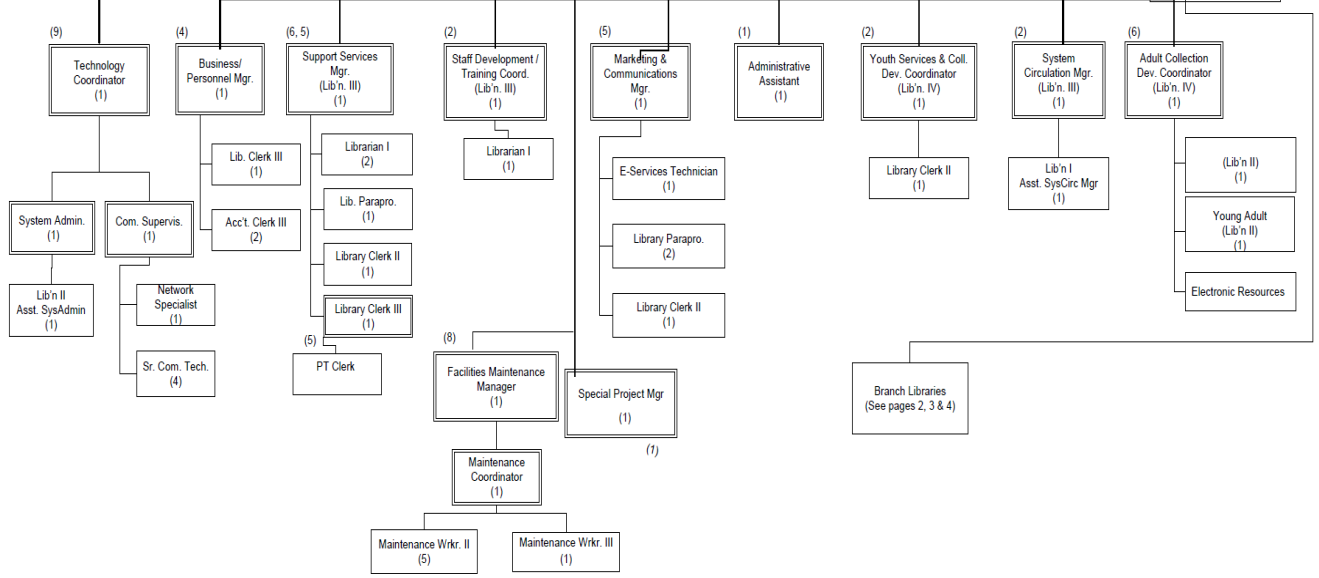 (9)
Technology
Coordinator
(1)
System Admin.
(1)
Lib'n II
Asst. SysAdmin
(1)
Com. Supervis.
(1)
Network
Specialist
(1)
Sr. Com. Tech.
(4)
(4)
Business/
Personnel Mgr.
(1)
Lib. Clerk III
(1)
Acc't. Clerk III
(2)
(6, 5)
Support Services
Mgr.
(Lib'n. III)
(1)
Librarian I
(2)
Lib. Parapro.
(1)
Library Clerk II
(1)
Library Clerk III
(1)
(5)
PT Clerk
(2)
Staff Development /
Training Coord.
(Lib'n. III)
(1)
Librarian I
(1)
(8)
Facilities Maintenance
Manager
(1)
Maintenance
Coordinator
(1)
Maintenance Wrkr. II
(5)
Maintenance Wrkr. III
(1)
Special Project Mgr
(1)
(1)
(5)
Marketing &
Communications
Mgr.
(1)
E-Services Technician
(1)
Library Parapro.
(2)
Library Clerk II
(1)
(1)
Administrative
Assistant
(1)
(2)
Youth Services & Coll.
Dev. Coordinator
(Lib'n. IV)
(1)
Library Clerk II
(1)
(2)
System
Circulation Mgr.
(Lib'n. III)
(1)
Lib'n I
Asst. SysCirc Mgr
(1)
(6)
Adult Collection
Dev. Coordinator
(Lib'n. IV)
(1)
(Lib'n II)
(1)
Young Adult
(Lib'n II)
(1)
Electronic Resources
Branch Libraries
(See pages 2, 3 & 4)